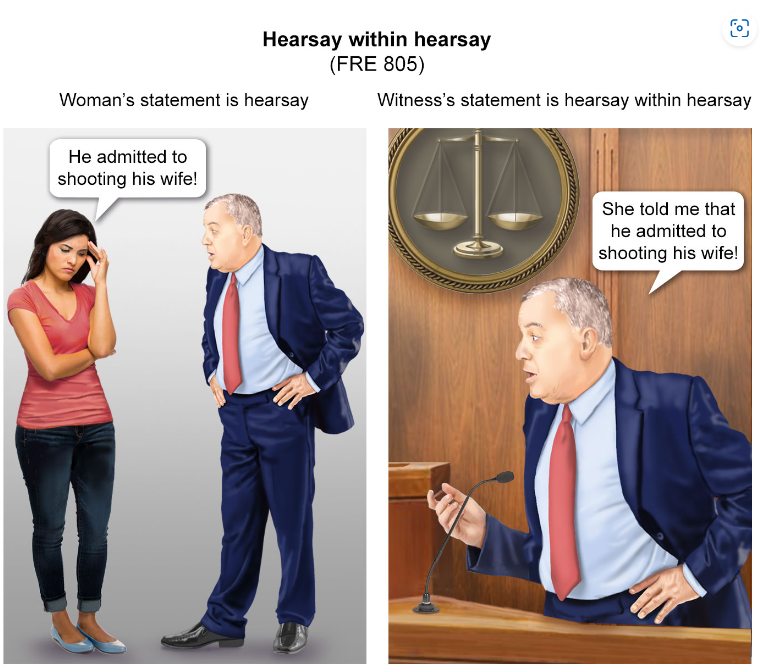 Hearsay within hearsay
(FRE 805)
Woman's statement is hearsay
Witness's statement is hearsay within hearsay
He admitted to
shooting his wife!
She told me that
he admitted to
shooting his wife!